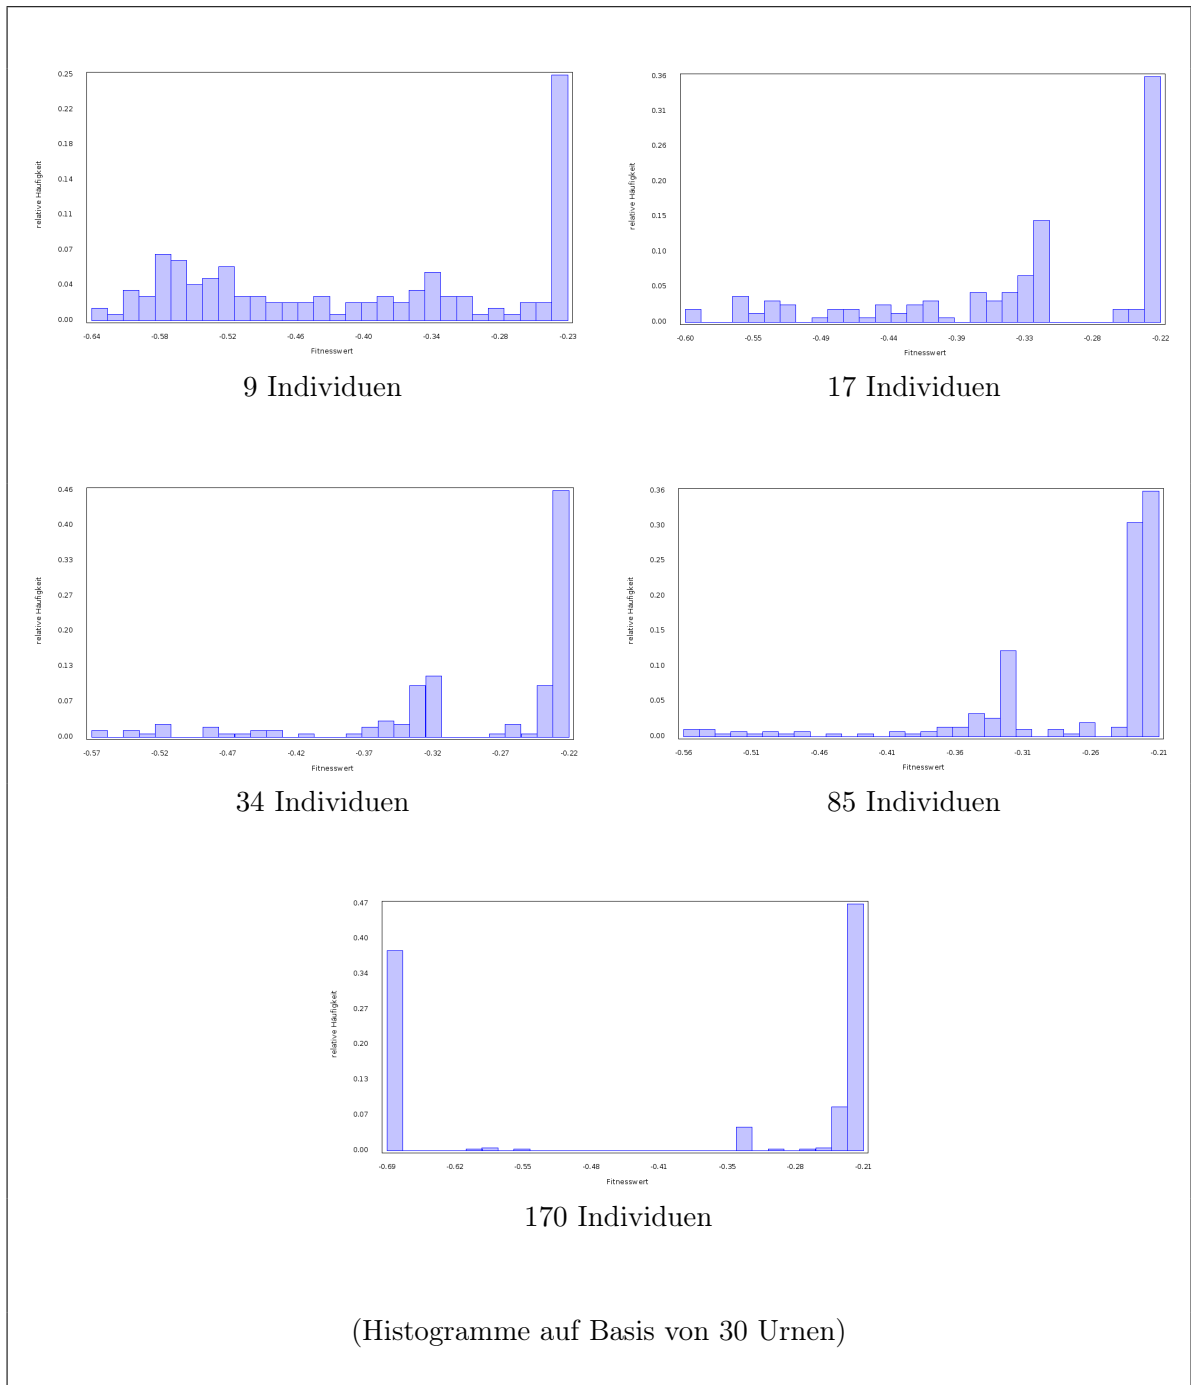 0.25
0.22
0.18
0.14
0.11
0.07
0.04
0.00
relative Häufigkeit
-0.64 -0.58 -0.52 -0.46 -0.40 -0.34 -0.28 -0.23
Fitnesswert
9 Individuen
0.36
0.31
0.26
0.20
0.15
0.10
0.05
0.00
relative Häufigkeit
-0.60 -0.55 -0.49 -0.44 -0.39 -0.33 -0.28 -0.22
Fitnesswert
17 Individuen
0.46
0.40
0.33
0.27
0.20
0.13
0.07
0.00
relative Häufigkeit
-0.57 -0.52 -0.47 -0.42 -0.37 -0.32 -0.27 -0.22
Fitnesswert
34 Individuen
0.36
0.30
0.25
0.20
0.15
0.10
0.05
0.00
relative Häufigkeit
-0.56 -0.51 -0.46 -0.41 -0.36 -0.31 -0.26 -0.21
Fitnesswert
85 Individuen
0.47
0.40
0.34
0.27
0.20
0.13
0.07
0.00
relative Häufigkeit
-0.69 -0.62 -0.55 -0.48 -0.41 -0.35 -0.28 -0.21
Fitnesswert
170 Individuen
(Histogramme auf Basis von 30 Urnen)